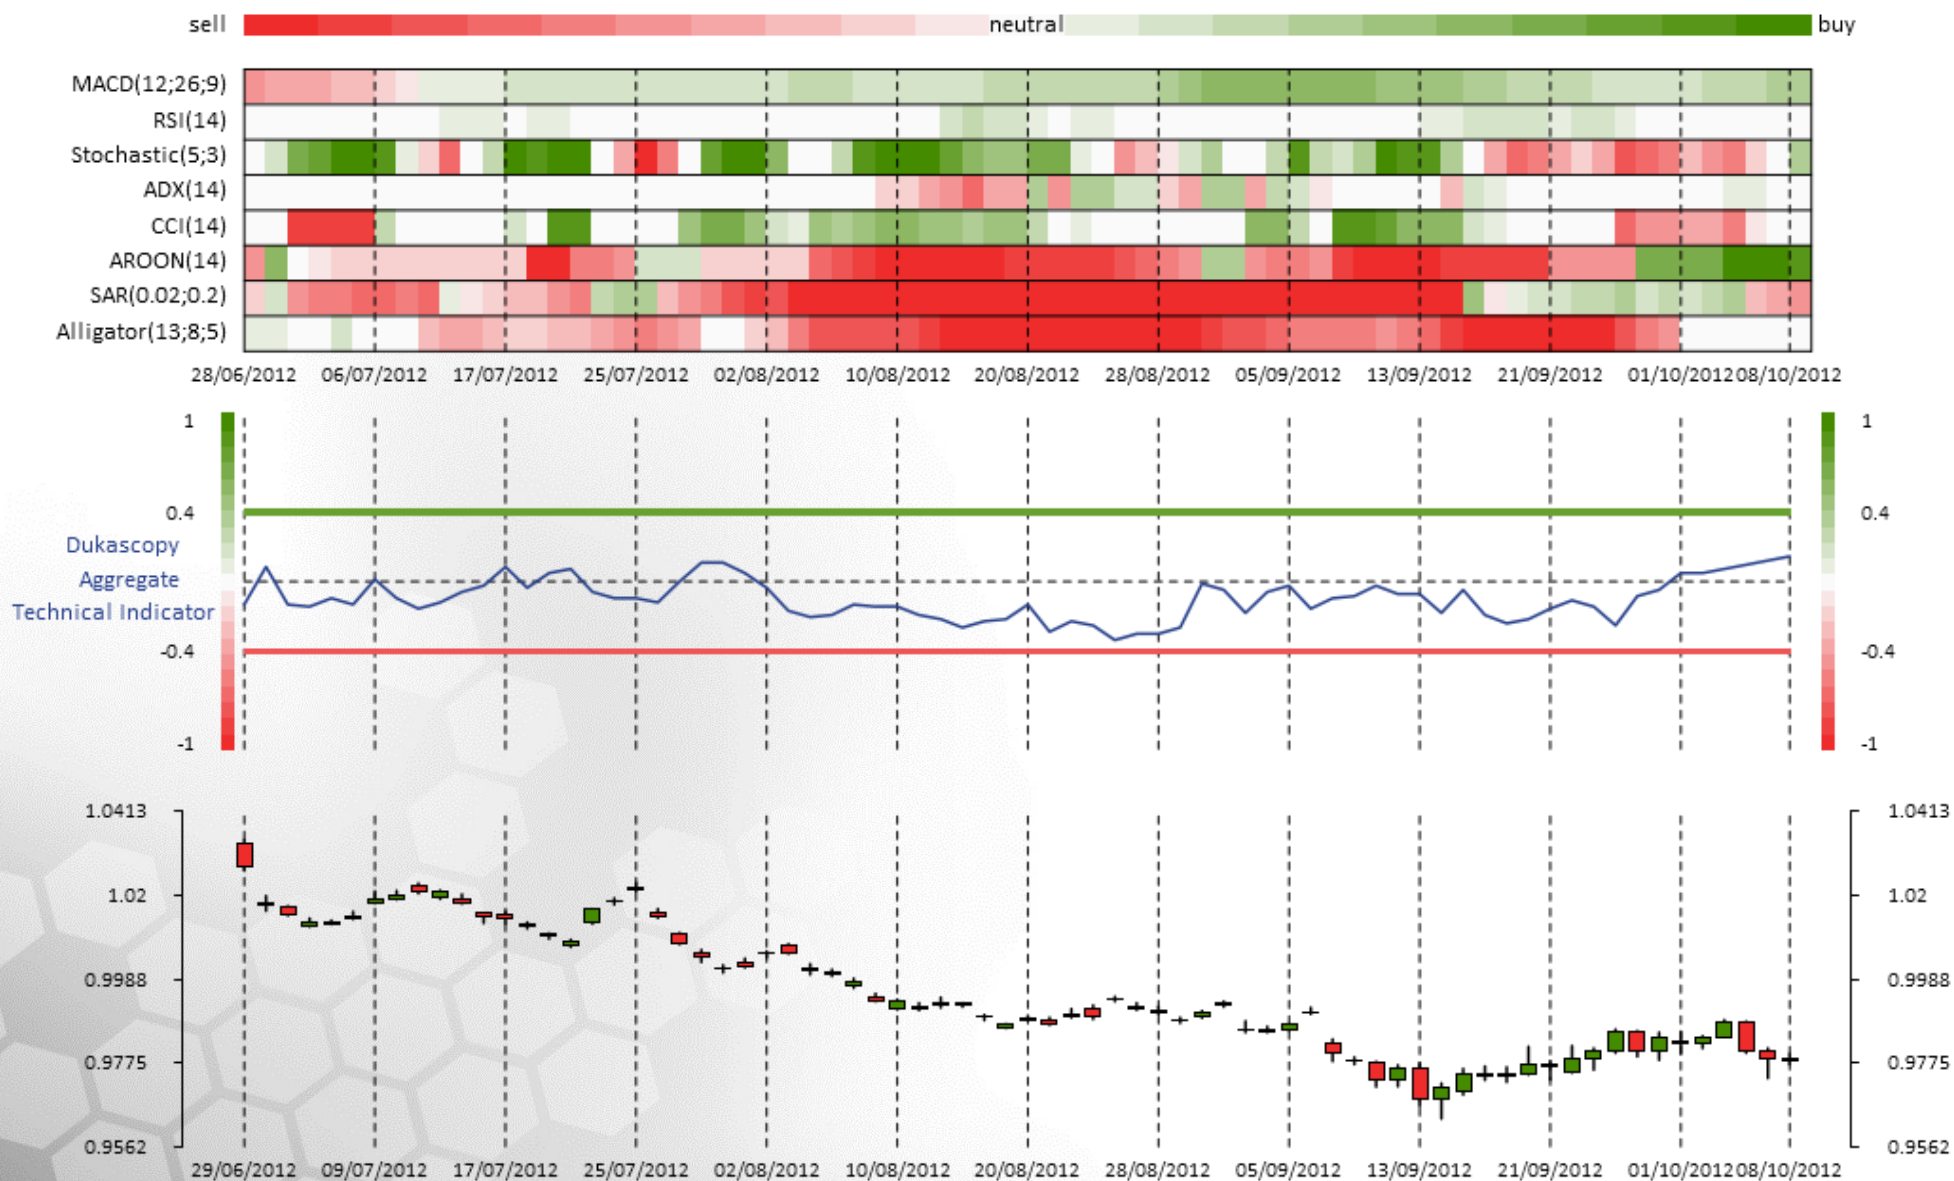 sell neutral buy
MACD(12;26;9)
RSI(14)
Stochastic(5;3)
ADX(14)
CCI(14)
AROON(14)
SAR(0.02;0.2)
Alligator(13;8;5)
28/06/2012 06/07/2012 17/07/2012 25/07/2012 02/08/2012 10/08/2012 20/08/2012 28/08/2012 05/09/2012 13/09/2012 21/09/2012 01/10/2012 08/10/2012
1 1
0.4 0.4
Dukascopy
Aggregate
Technical Indicator
-0.4 -0.4
-1 -1
1.0413 1.0413
1.02 1.02
0.9988 0.9988
0.9775 0.9775
0.9562 0.9562
29/06/2012 09/07/2012 17/07/2012 25/07/2012 02/08/2012 10/08/2012 20/08/2012 28/08/2012 05/09/2012 13/09/2012 21/09/2012 01/10/2012 08/10/2012